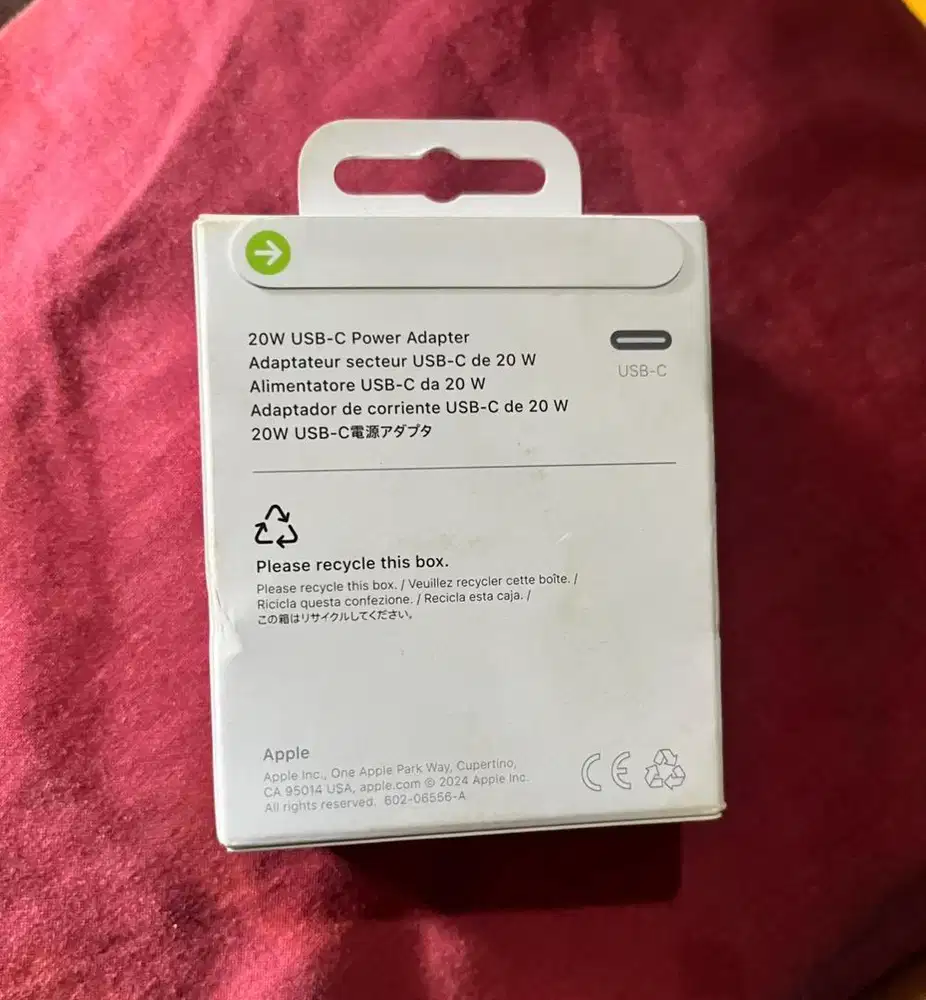 20W USB-C Power Adapter
Adaptateur secteur USB-C de 20 W
Alimentatore USB-C da 20 W
Adaptador de corriente USB-C de 20 W
20W USB-C電源アダプタ
USB-C
Please recycle this box.
Please recycle this box. / Veuillez recycler cette boîte. /
Ricicla questa confezione. / Recicla esta caja. /
この箱はリサイクルしてください。
Apple
Apple Inc., One Apple Park Way, Cupertino,
CA 95014 USA, apple.com © 2024 Apple Inc.
All rights reserved. 602-06556-A
CE